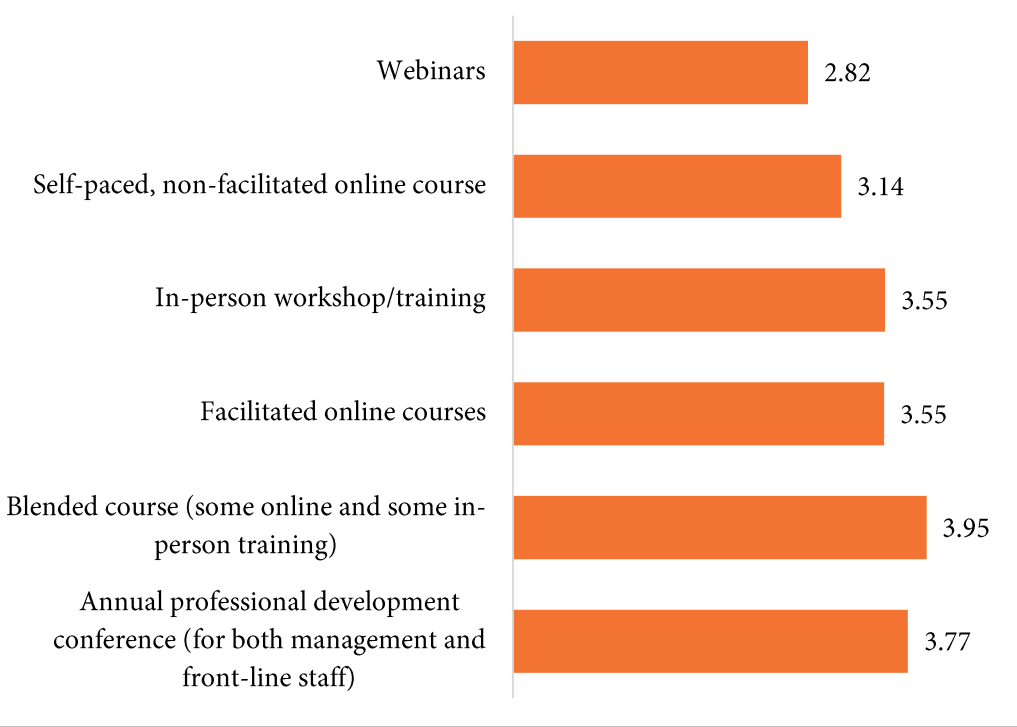 Webinars
2.82
Self-paced, non-facilitated online course
3.14
In-person workshop/training
3.55
Facilitated online courses
3.55
Blended course (some online and some in-
person training)
3.95
Annual professional development
conference (for both management and
front-line staff)
3.77